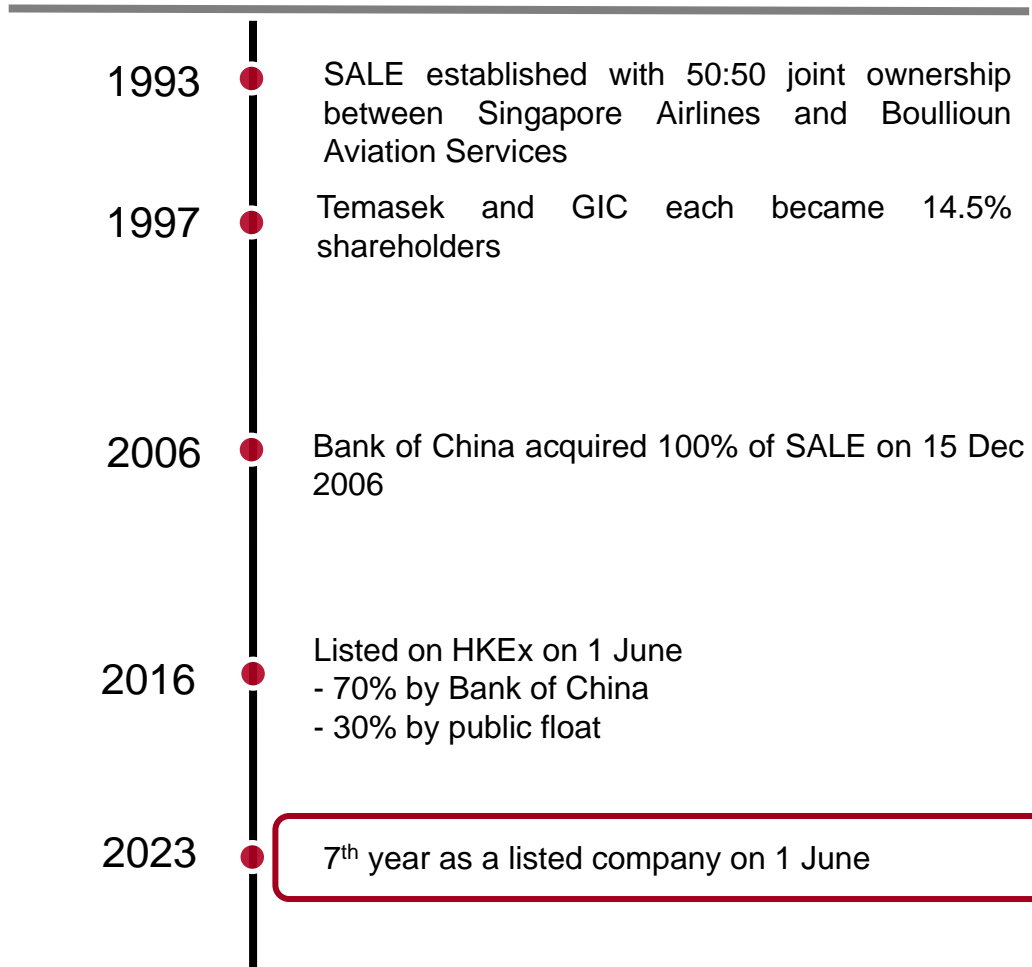 1993
SALE established with 50:50 joint ownership
between Singapore Airlines and Boullioun
Aviation Services
1997
Temasek and GIC each became 14.5%
shareholders
2006
Bank of China acquired 100% of SALE on 15 Dec
2006
2016
Listed on HKEx on 1 June
- 70% by Bank of China
- 30% by public float
2023
7th year as a listed company on 1 June